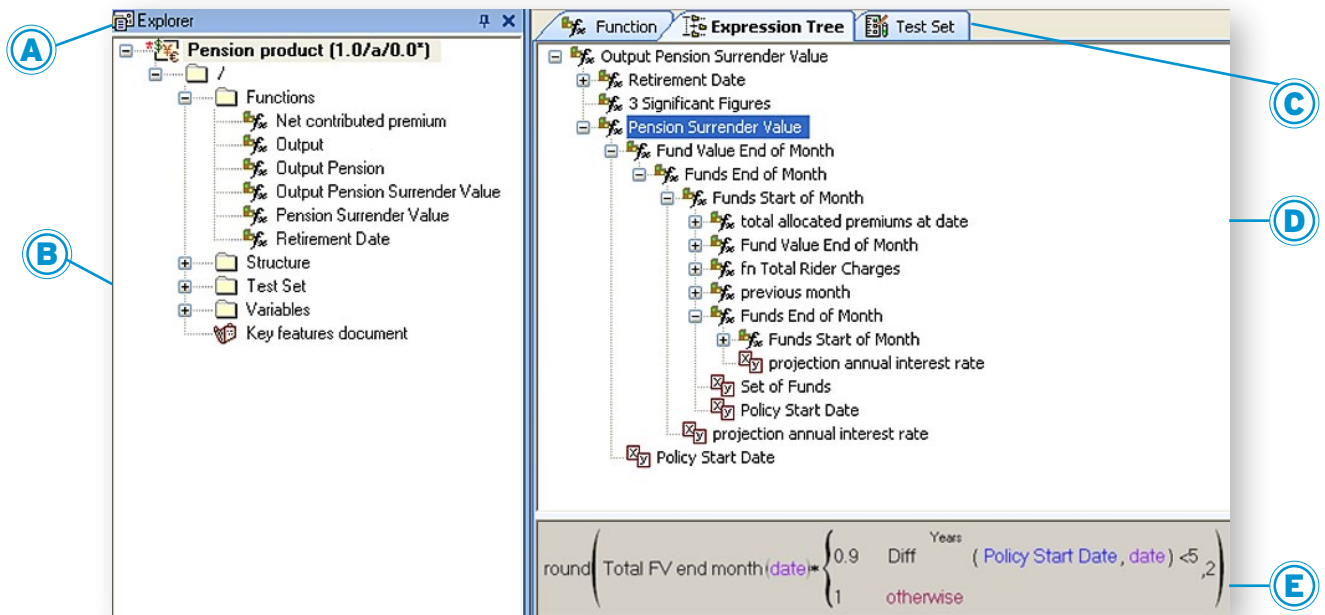 A
Explorer
Pension product (1.0/a/0.0*)
/
Functions
Net contributed premium
Output
Output Pension
Output Pension Surrender Value
Pension Surrender Value
Retirement Date
Structure
Test Set
Variables
Key features document
B
Function
Expression Tree
Test Set
C
Output Pension Surrender Value
Retirement Date
3 Significant Figures
Pension Surrender Value
Fund Value End of Month
Funds End of Month
Funds Start of Month
total allocated premiums at date
Fund Value End of Month
fn Total Rider Charges
previous month
Funds End of Month
Funds Start of Month
projection annual interest rate
Set of Funds
Policy Start Date
projection annual interest rate
Policy Start Date
D
round( Total FV end month(date)* { 0.9 Diff Years ( Policy Start Date , date ) <5 ,2)
1 otherwise
E